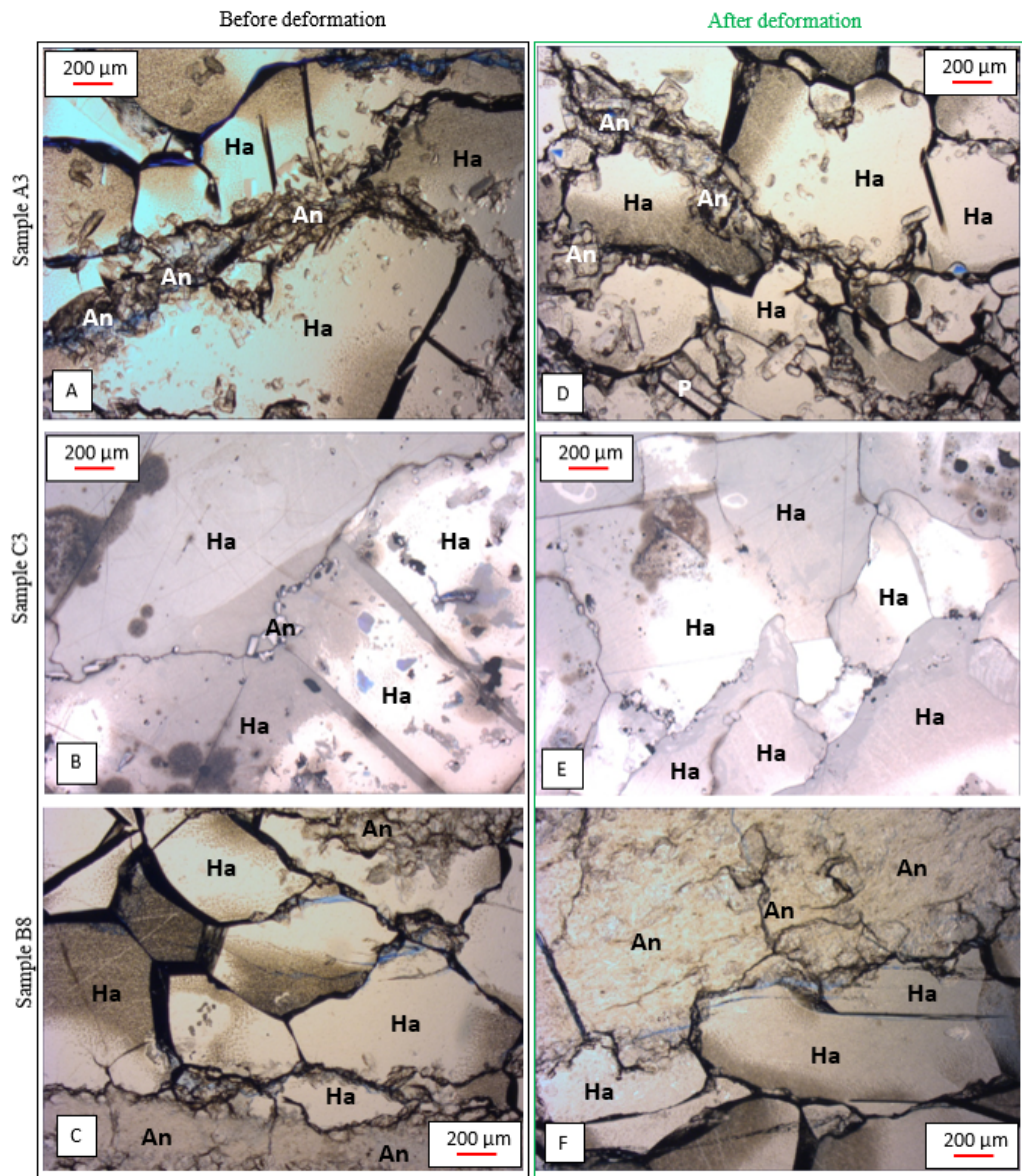 Before deformation
After deformation
Sample A3
200 µm
Ha
Ha
An
An
An
Ha
A
200 µm
An
Ha
An
Ha
Ha
An
Ha
P
D
Sample C3
200 µm
Ha
Ha
An
Ha
Ha
B
200 µm
Ha
Ha
Ha
Ha
Ha
Ha
E
Sample B8
An
Ha
Ha
Ha
Ha
An
An
C
200 µm
An
An
An
Ha
Ha
Ha
F
200 µm